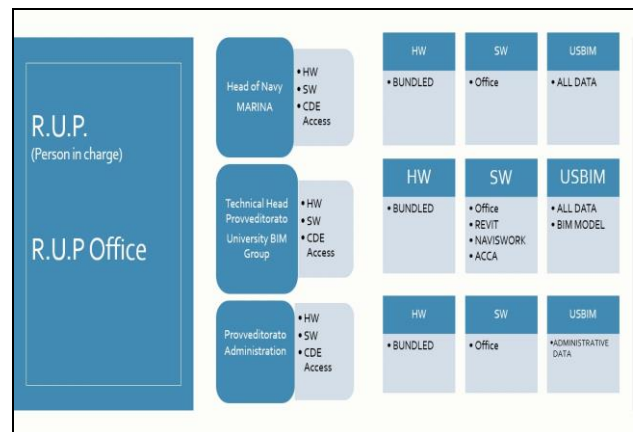 R.U.P.
(Person in charge)
R.U.P Office
Head of Navy
MARINA
• HW
• SW
• CDE
Access
HW
• BUNDLED
SW
• Office
USBIM
• ALL DATA
Technical Head
Provveditorato
University BIM
Group
• HW
• SW
• CDE
Access
HW
• BUNDLED
SW
• Office
• REVIT
• NAVISWORK
• ACCA
USBIM
• ALL DATA
• BIM MODEL
Provveditorato
Administration
• HW
• SW
• CDE
Access
HW
• BUNDLED
SW
• Office
USBIM
•ADMINISTRATIVE
DATA